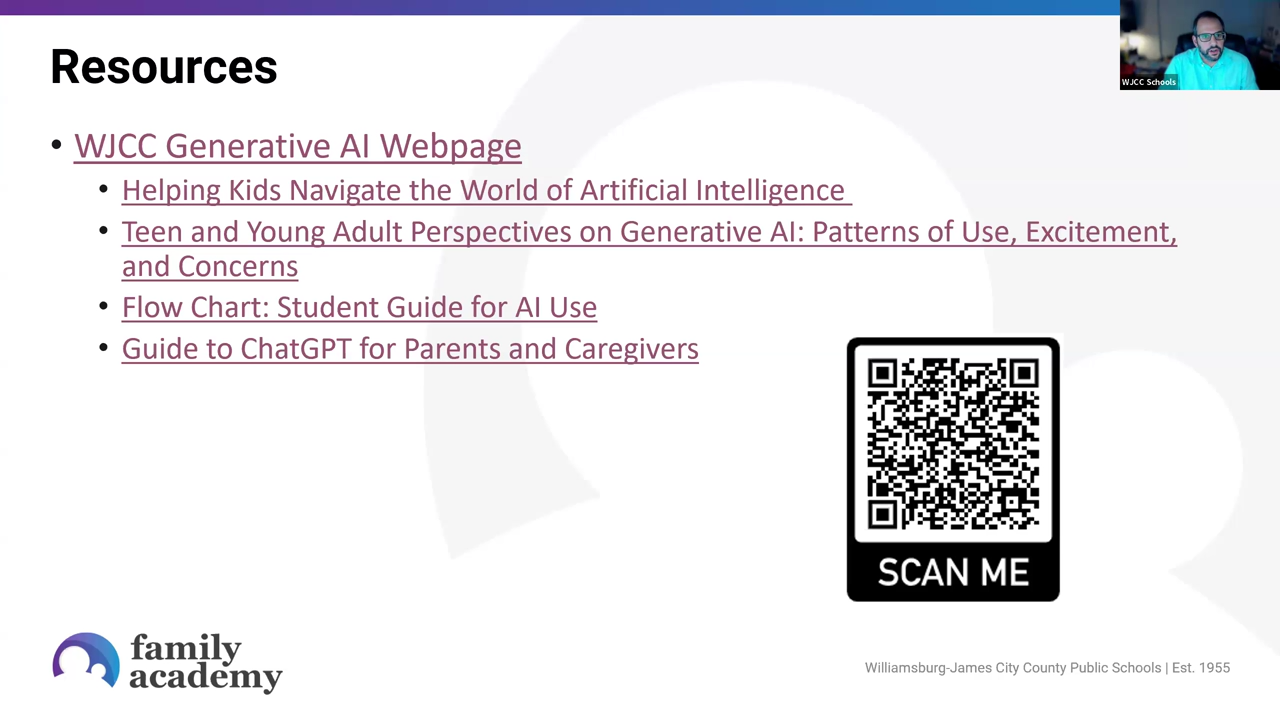 WJCC Schools
Resources
• WJCC Generative AI Webpage
• Helping Kids Navigate the World of Artificial Intelligence
• Teen and Young Adult Perspectives on Generative AI: Patterns of Use, Excitement,
and Concerns
• Flow Chart: Student Guide for AI Use
• Guide to ChatGPT for Parents and Caregivers
SCAN ME
family
academy
Williamsburg-James City County Public Schools | Est. 1955